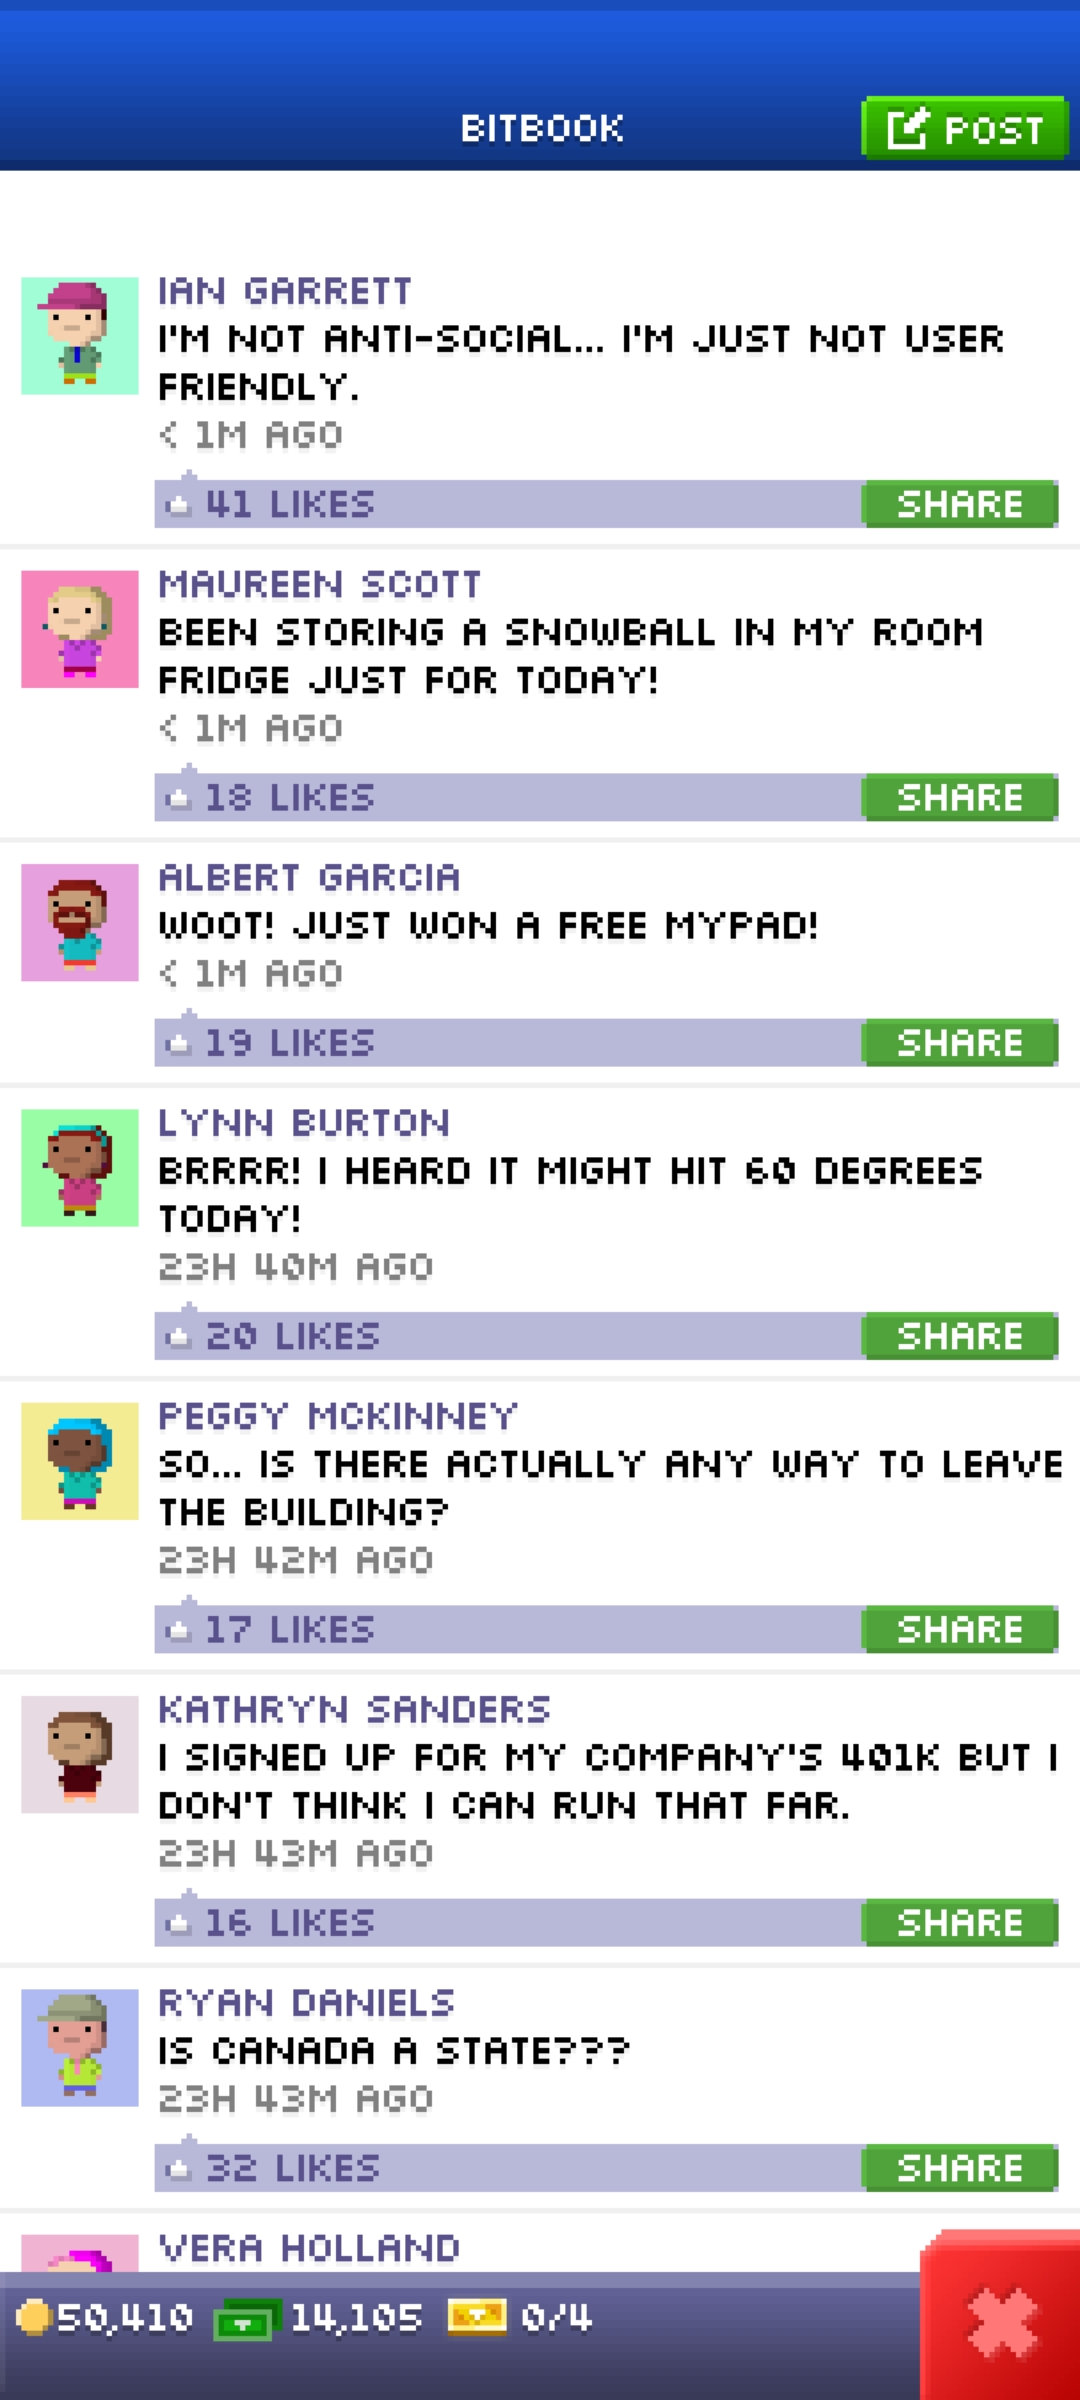 BITBOOK
POST
IAN GARRETT
I'M NOT ANTI-SOCIAL... I'M JUST NOT USER
FRIENDLY.
< 1M AGO
41 LIKES
SHARE
MAUREEN SCOTT
BEEN STORING A SNOWBALL IN MY ROOM
FRIDGE JUST FOR TODAY!
< 1M AGO
18 LIKES
SHARE
ALBERT GARCIA
WOOT! JUST WON A FREE MYPAD!
< 1M AGO
19 LIKES
SHARE
LYNN BURTON
BRRRR! I HEARD IT MIGHT HIT 60 DEGREES
TODAY!
23H 40M AGO
20 LIKES
SHARE
PEGGY MCKINNEY
SO... IS THERE ACTUALLY ANY WAY TO LEAVE
THE BUILDING?
23H 42M AGO
17 LIKES
SHARE
KATHRYN SANDERS
I SIGNED UP FOR MY COMPANY'S 401K BUT I
DON'T THINK I CAN RUN THAT FAR.
23H 43M AGO
16 LIKES
SHARE
RYAN DANIELS
IS CANADA A STATE???
23H 43M AGO
32 LIKES
SHARE
VERA HOLLAND
50,410 14,105 0/4